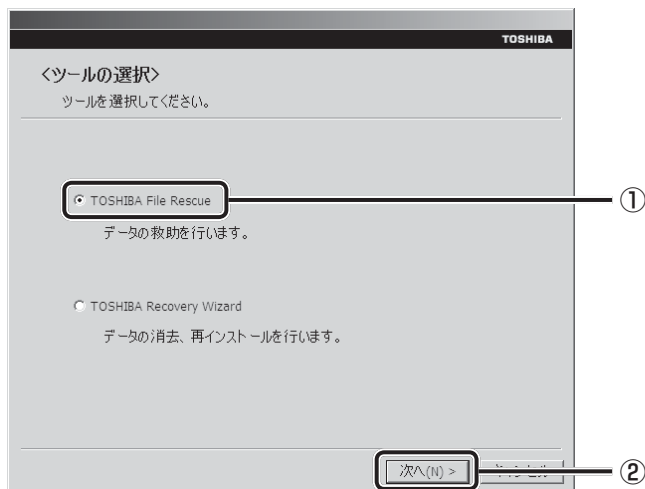 TOSHIBA
<ツールの選択>
ツールを選択してください。
TOSHIBA File Rescue
①
データの救助を行います。
TOSHIBA Recovery Wizard
データの消去、再インストールを行います。
次へ(N) >
②